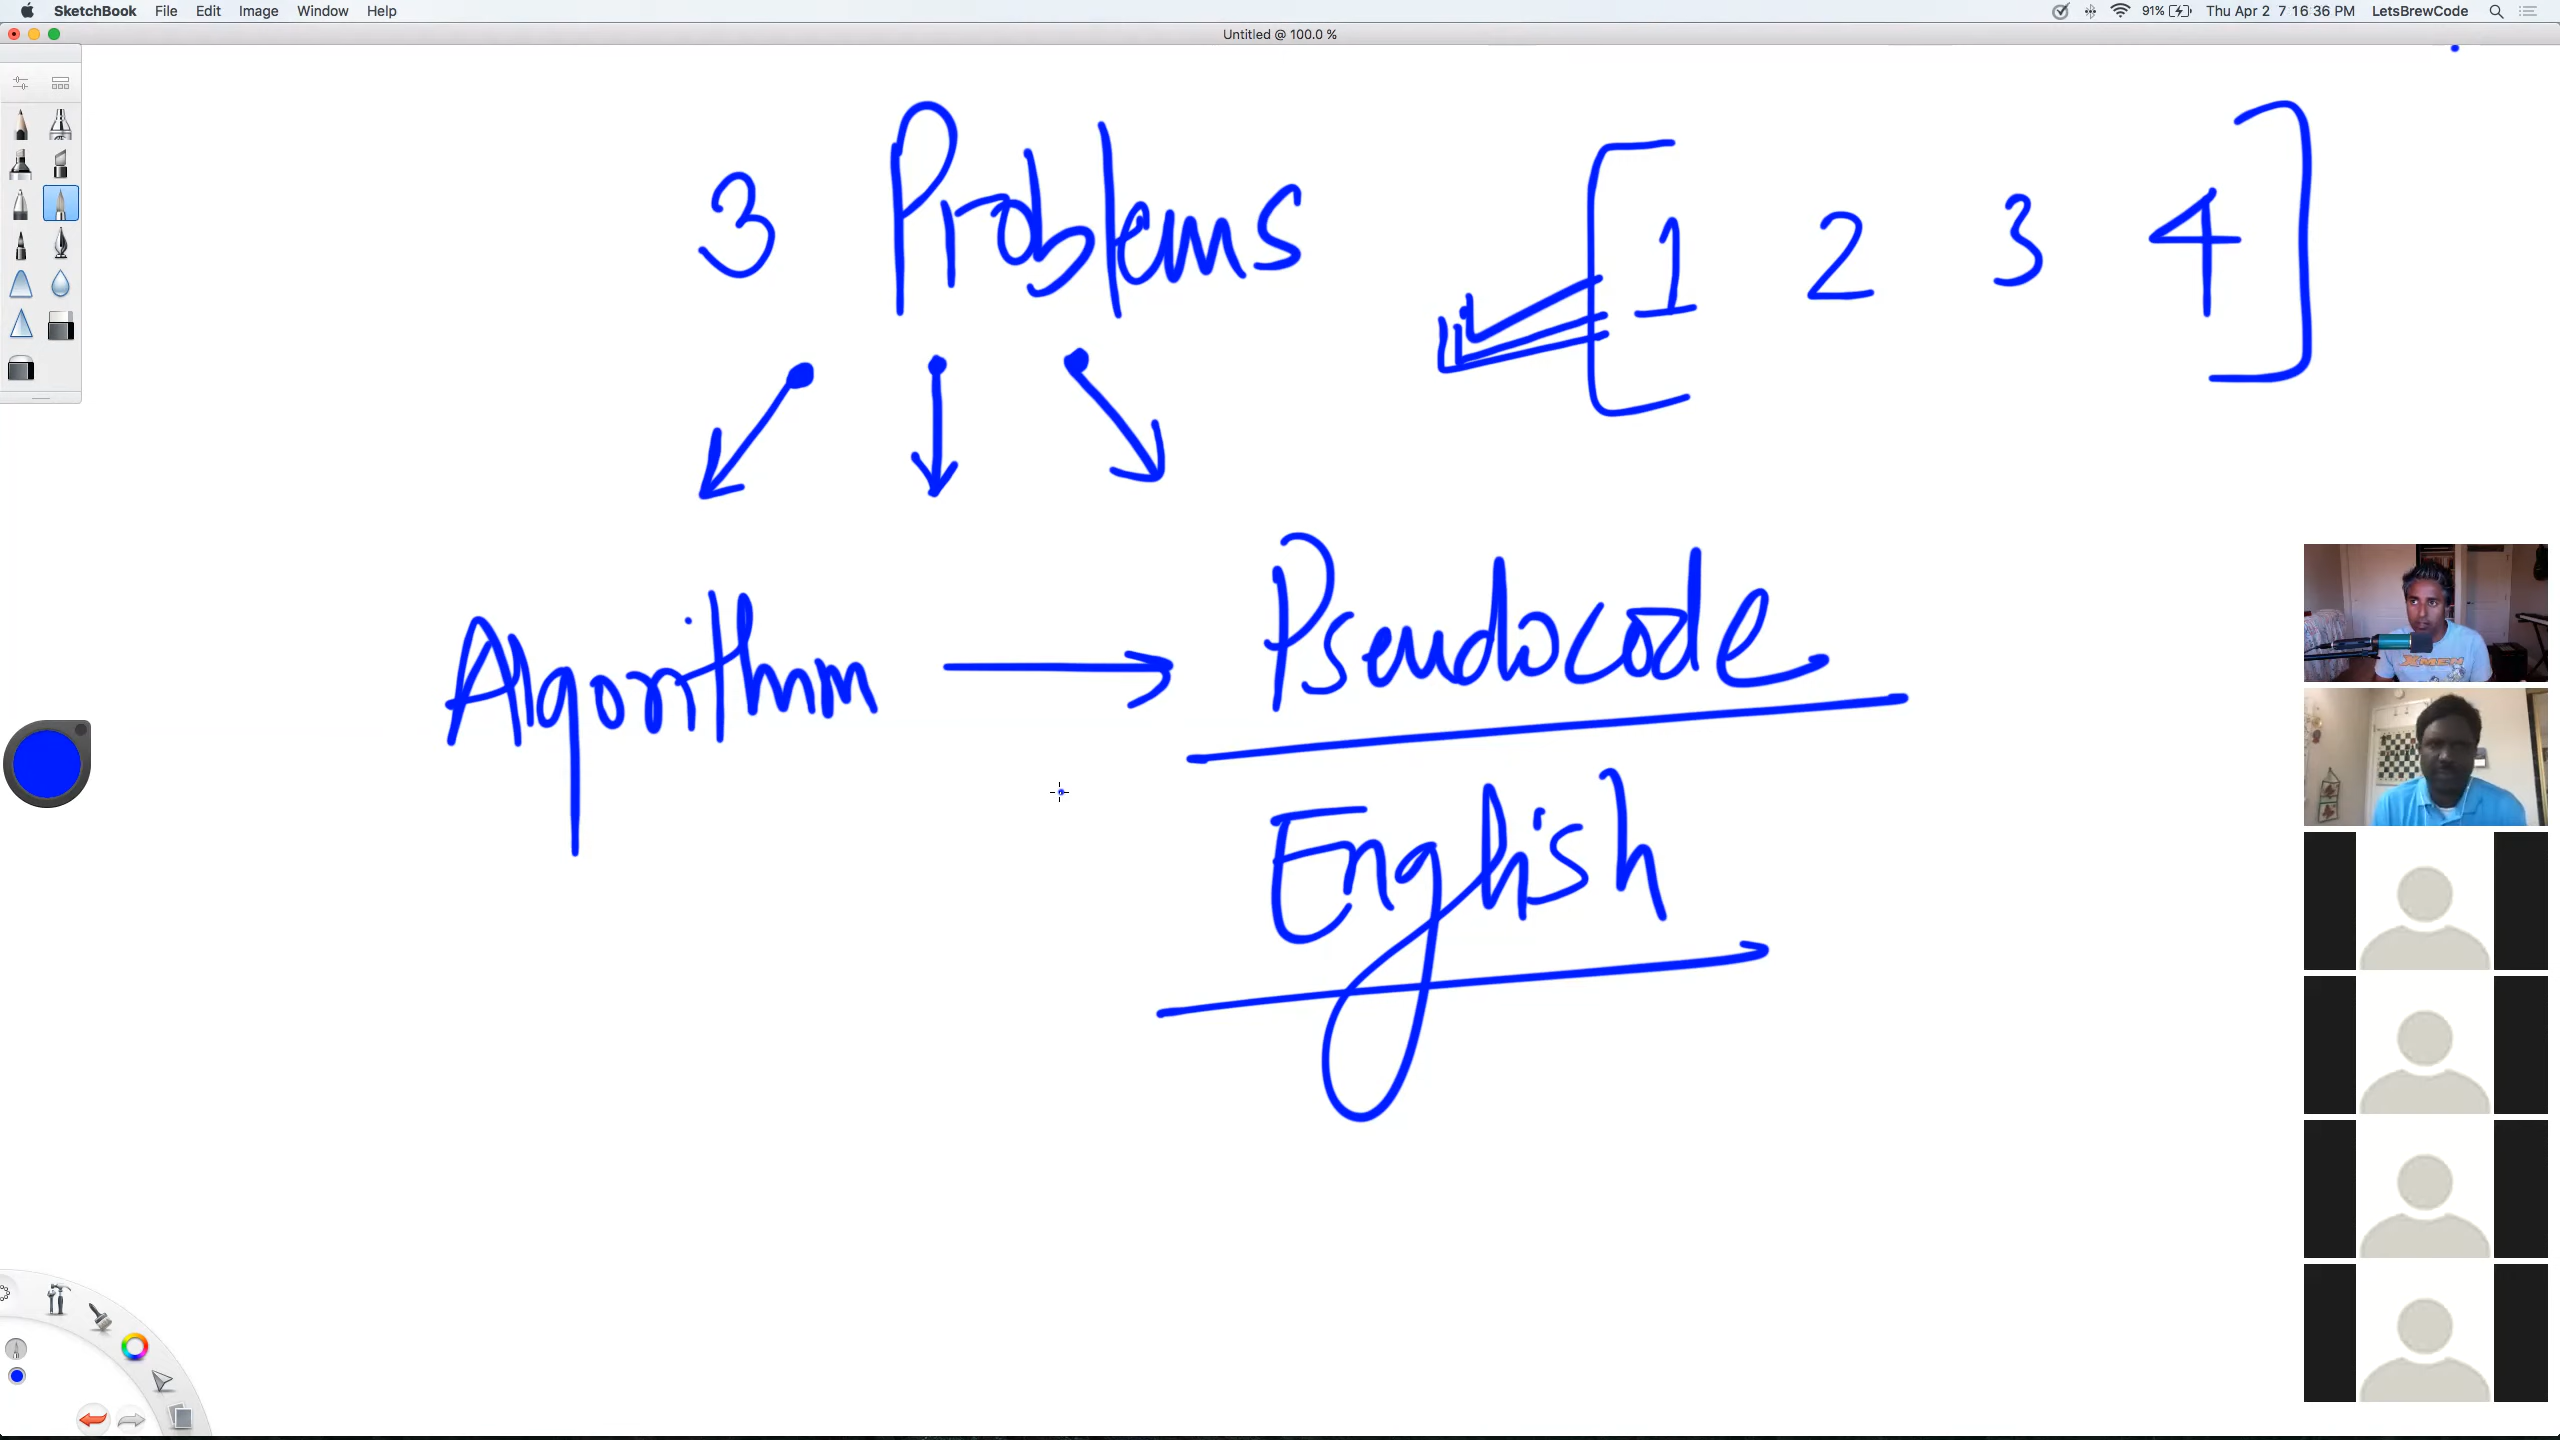 SketchBook File Edit Image Window Help 91% Thu Apr 2 7 16:36 PM LetsBrewCode
Untitled @ 100.0 %
3 Problems [1 2 3 4]
Algorithm → Pseudocode
English
X-MEN